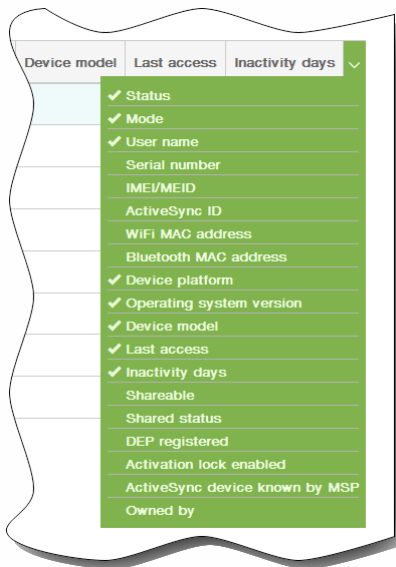 Device model Last access Inactivity days
Status
Mode
User name
Serial number
IMEI/MEID
ActiveSync ID
WiFi MAC address
Bluetooth MAC address
Device platform
Operating system version
Device model
Last access
Inactivity days
Shareable
Shared status
DEP registered
Activation lock enabled
ActiveSync device known by MSP
Owned by